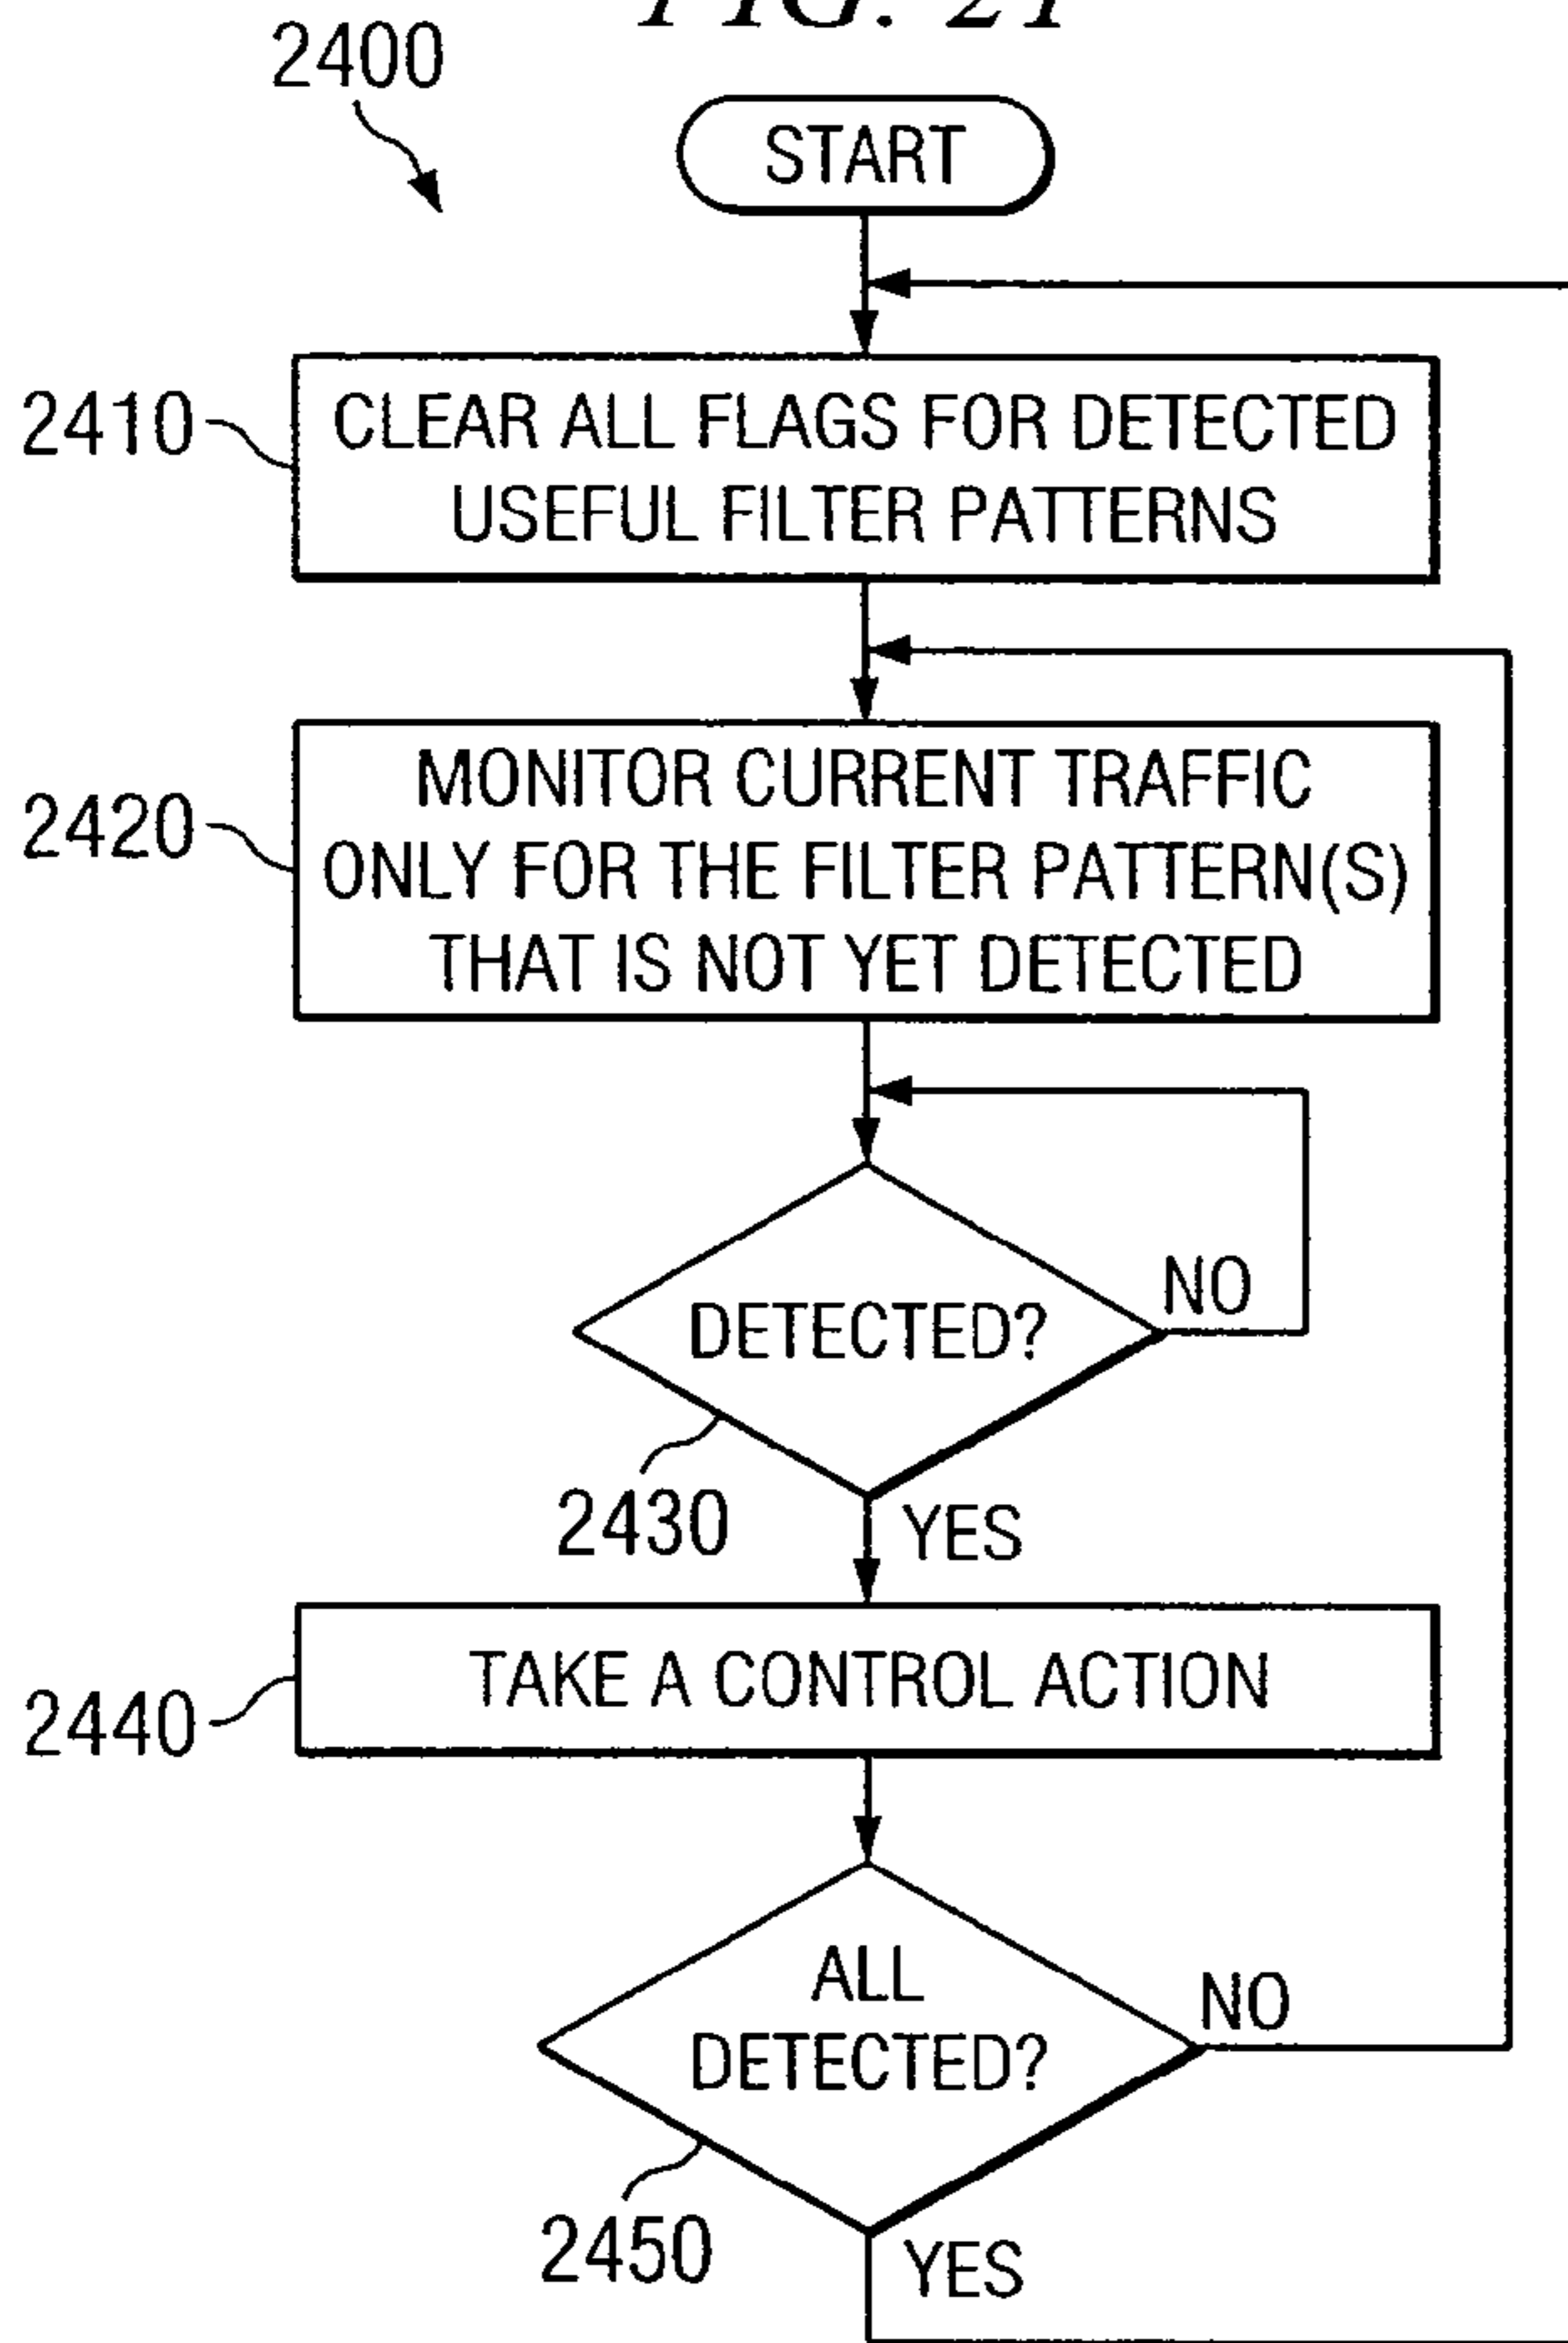 2400
START
2410
CLEAR ALL FLAGS FOR DETECTED
USEFUL FILTER PATTERNS
2420
MONITOR CURRENT TRAFFIC
ONLY FOR THE FILTER PATTERN(S)
THAT IS NOT YET DETECTED
DETECTED?
NO
2430
YES
2440
TAKE A CONTROL ACTION
ALL
DETECTED?
NO
2450
YES